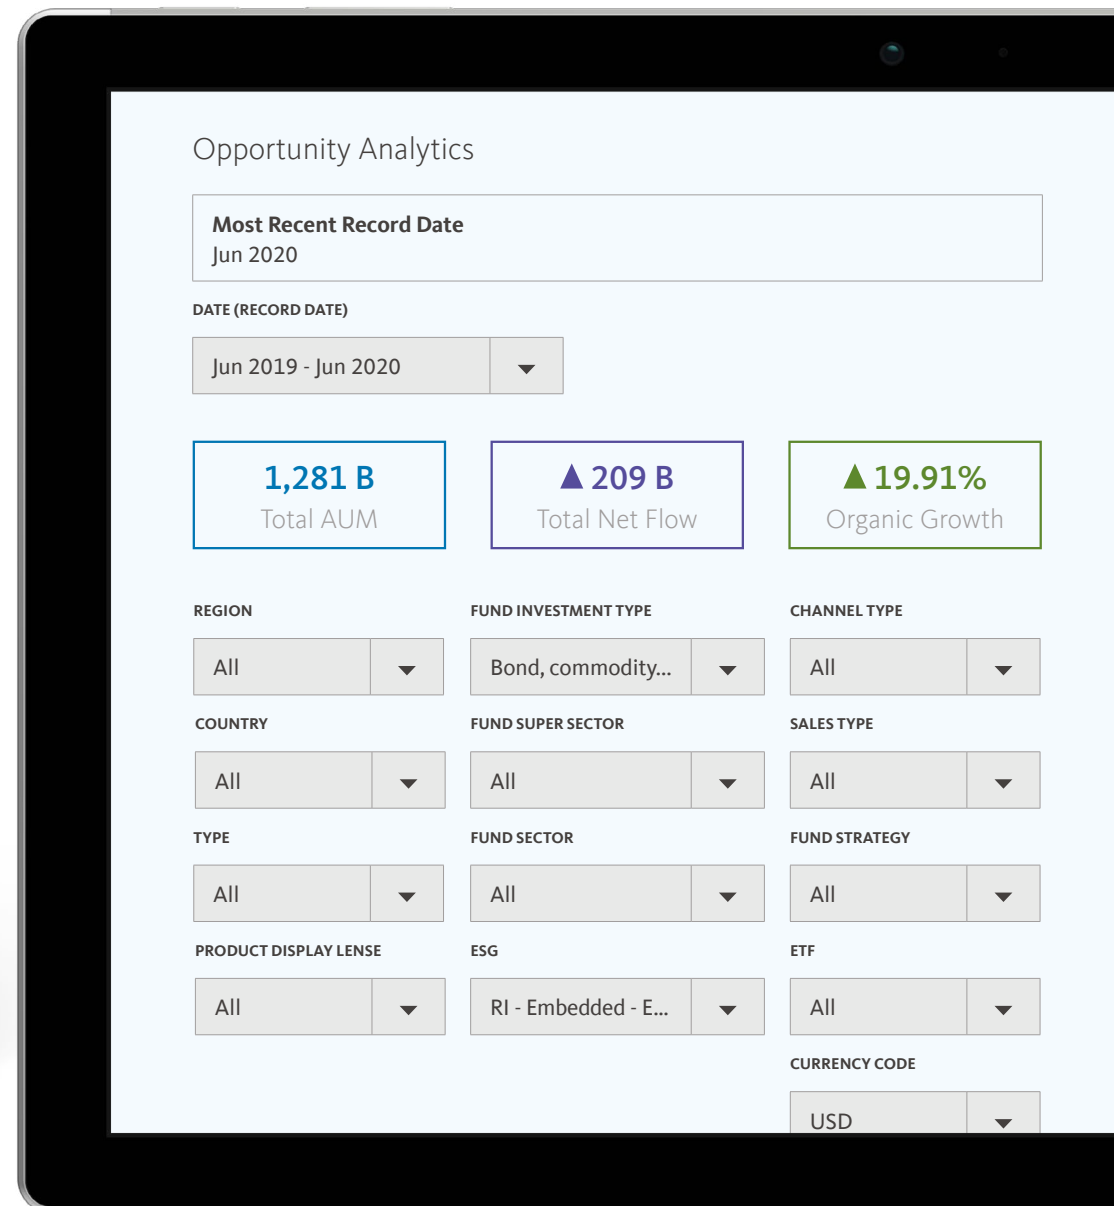 Opportunity Analytics
Most Recent Record Date
Jun 2020
DATE (RECORD DATE)
Jun 2019 - Jun 2020
1,281 B
Total AUM
▲ 209 B
Total Net Flow
▲ 19.91%
Organic Growth
REGION
FUND INVESTMENT TYPE
CHANNEL TYPE
All
Bond, commodity...
All
COUNTRY
FUND SUPER SECTOR
SALES TYPE
All
All
All
TYPE
FUND SECTOR
FUND STRATEGY
All
All
All
PRODUCT DISPLAY LENSE
ESG
ETF
All
RI - Embedded - E...
All
CURRENCY CODE
USD